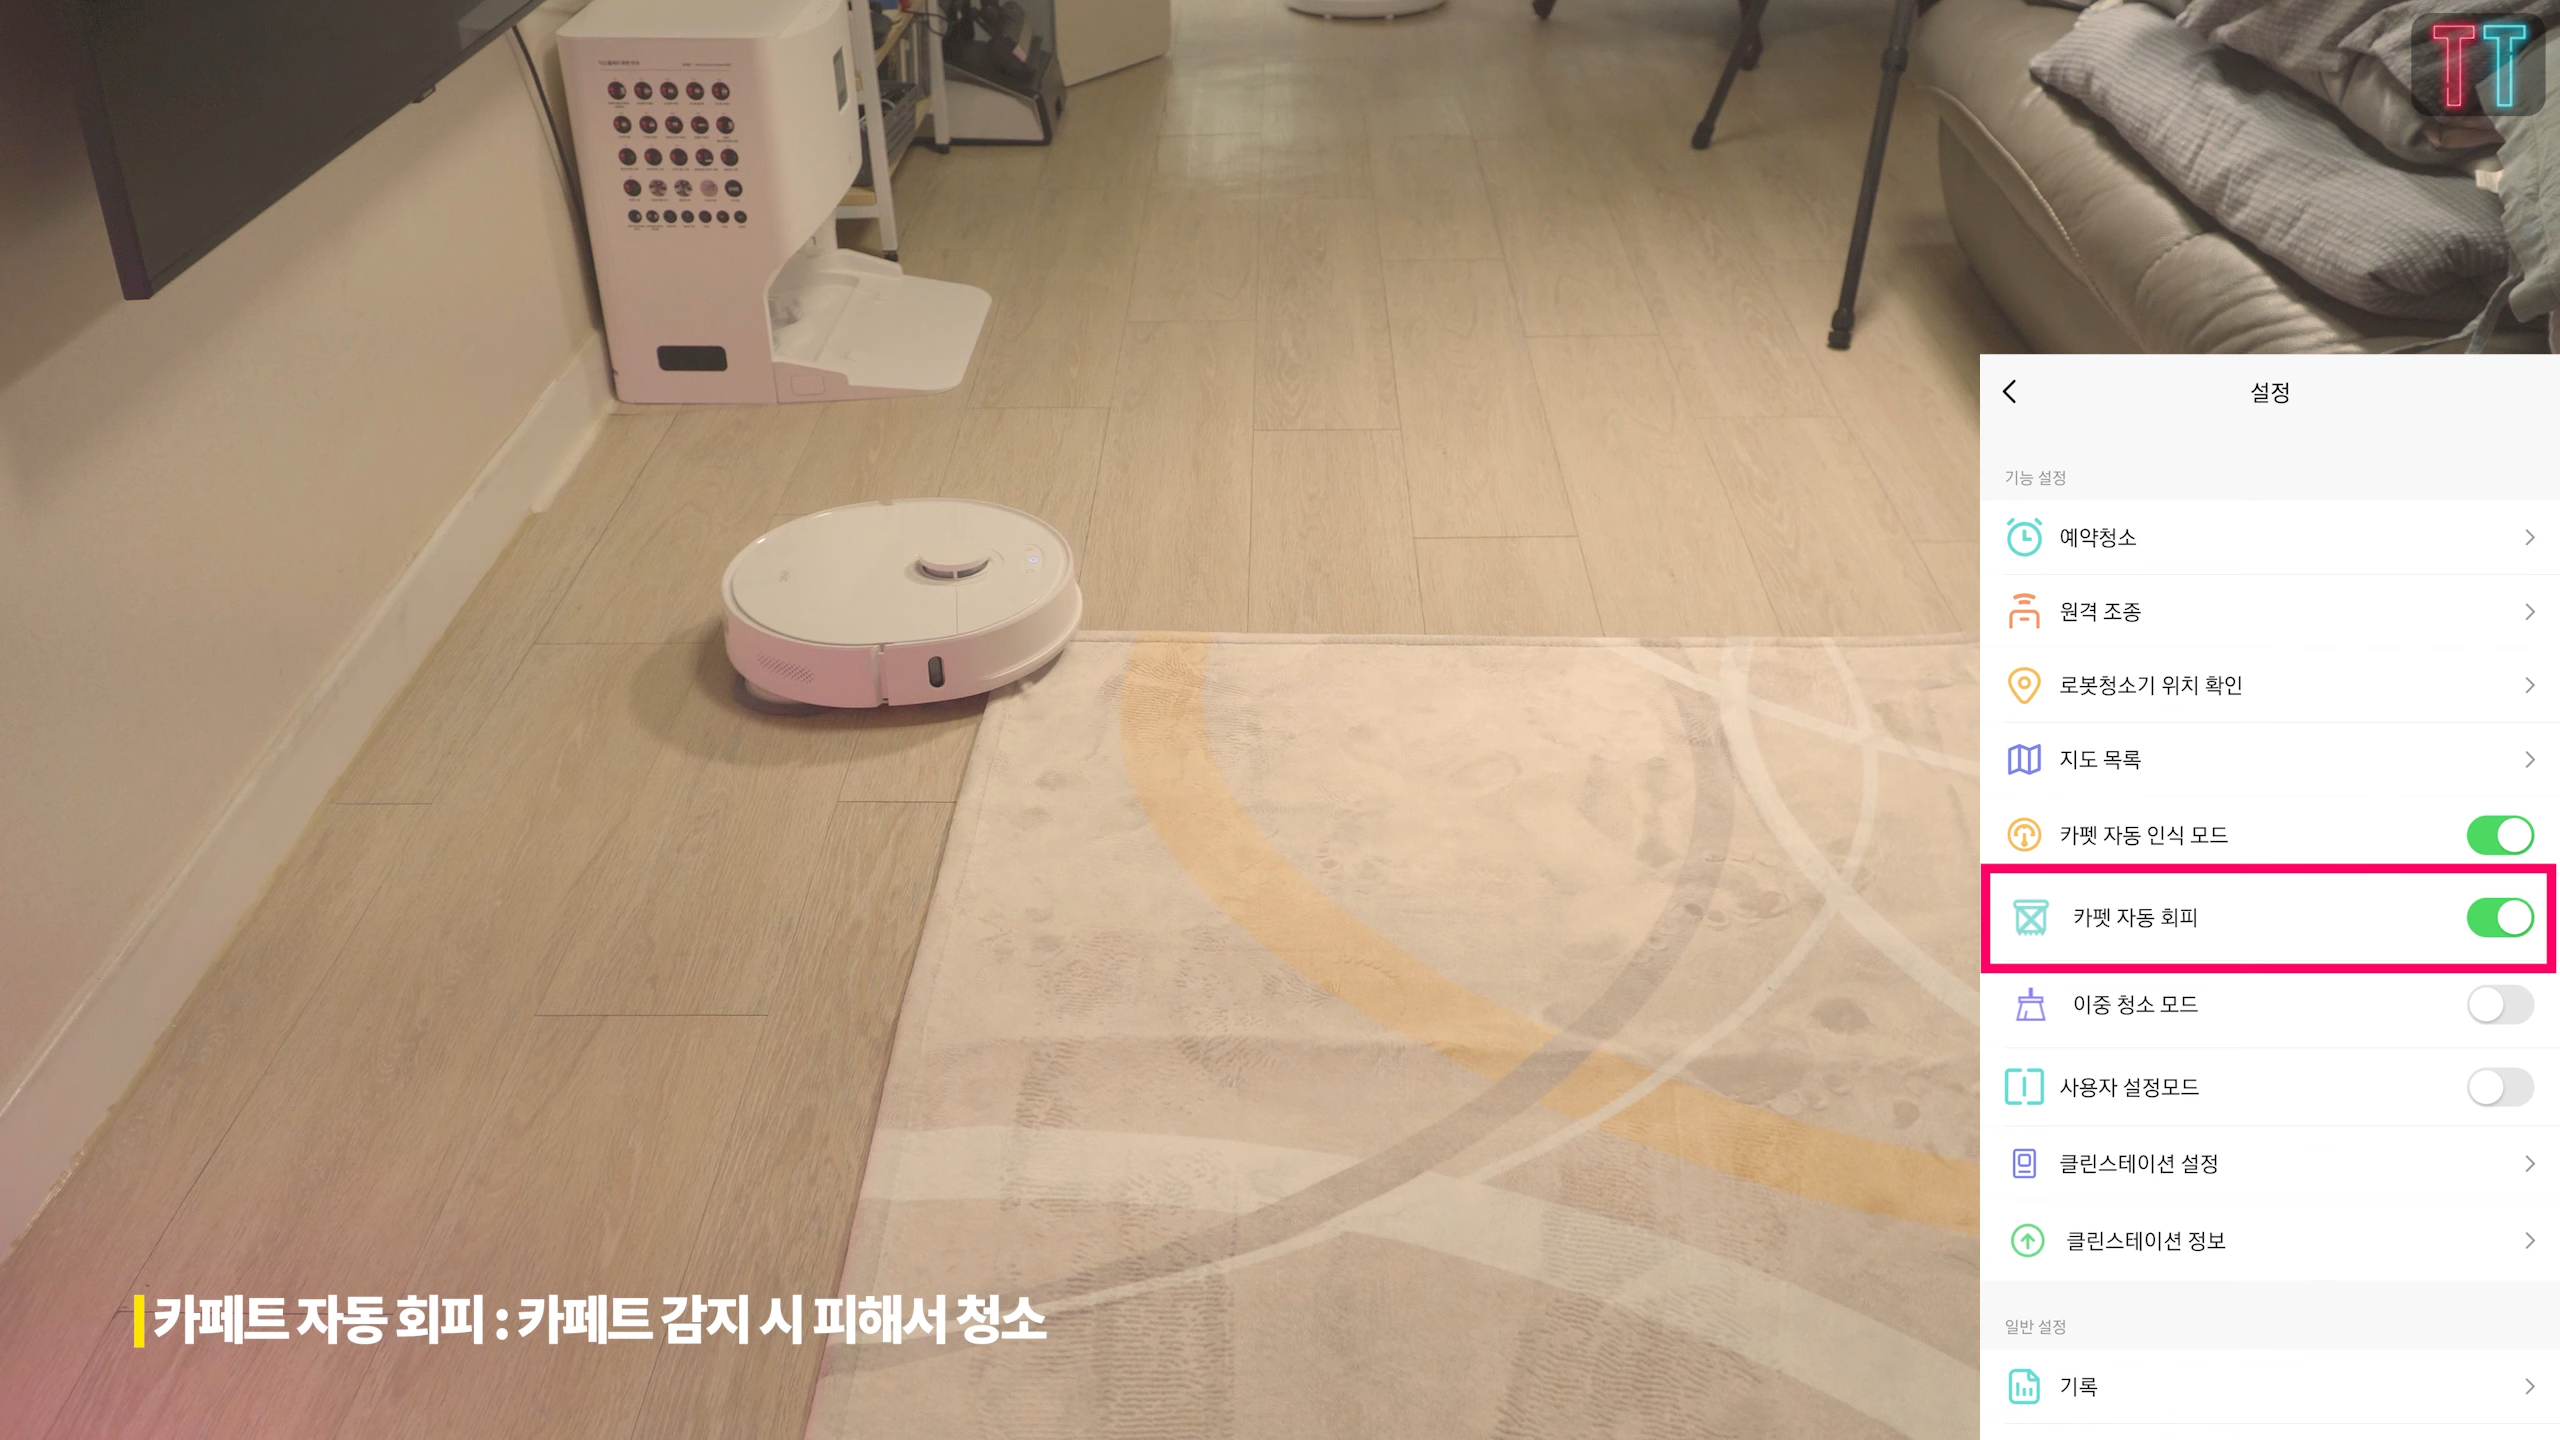 TT
설정
기능 설정
예약청소
원격 조종
로봇청소기 위치 확인
지도 목록
카펫 자동 인식 모드
카펫 자동 회피
이중 청소 모드
사용자 설정모드
클린스테이션 설정
클린스테이션 정보
일반 설정
기록
카페트 자동 회피 : 카페트 감지 시 피해서 청소